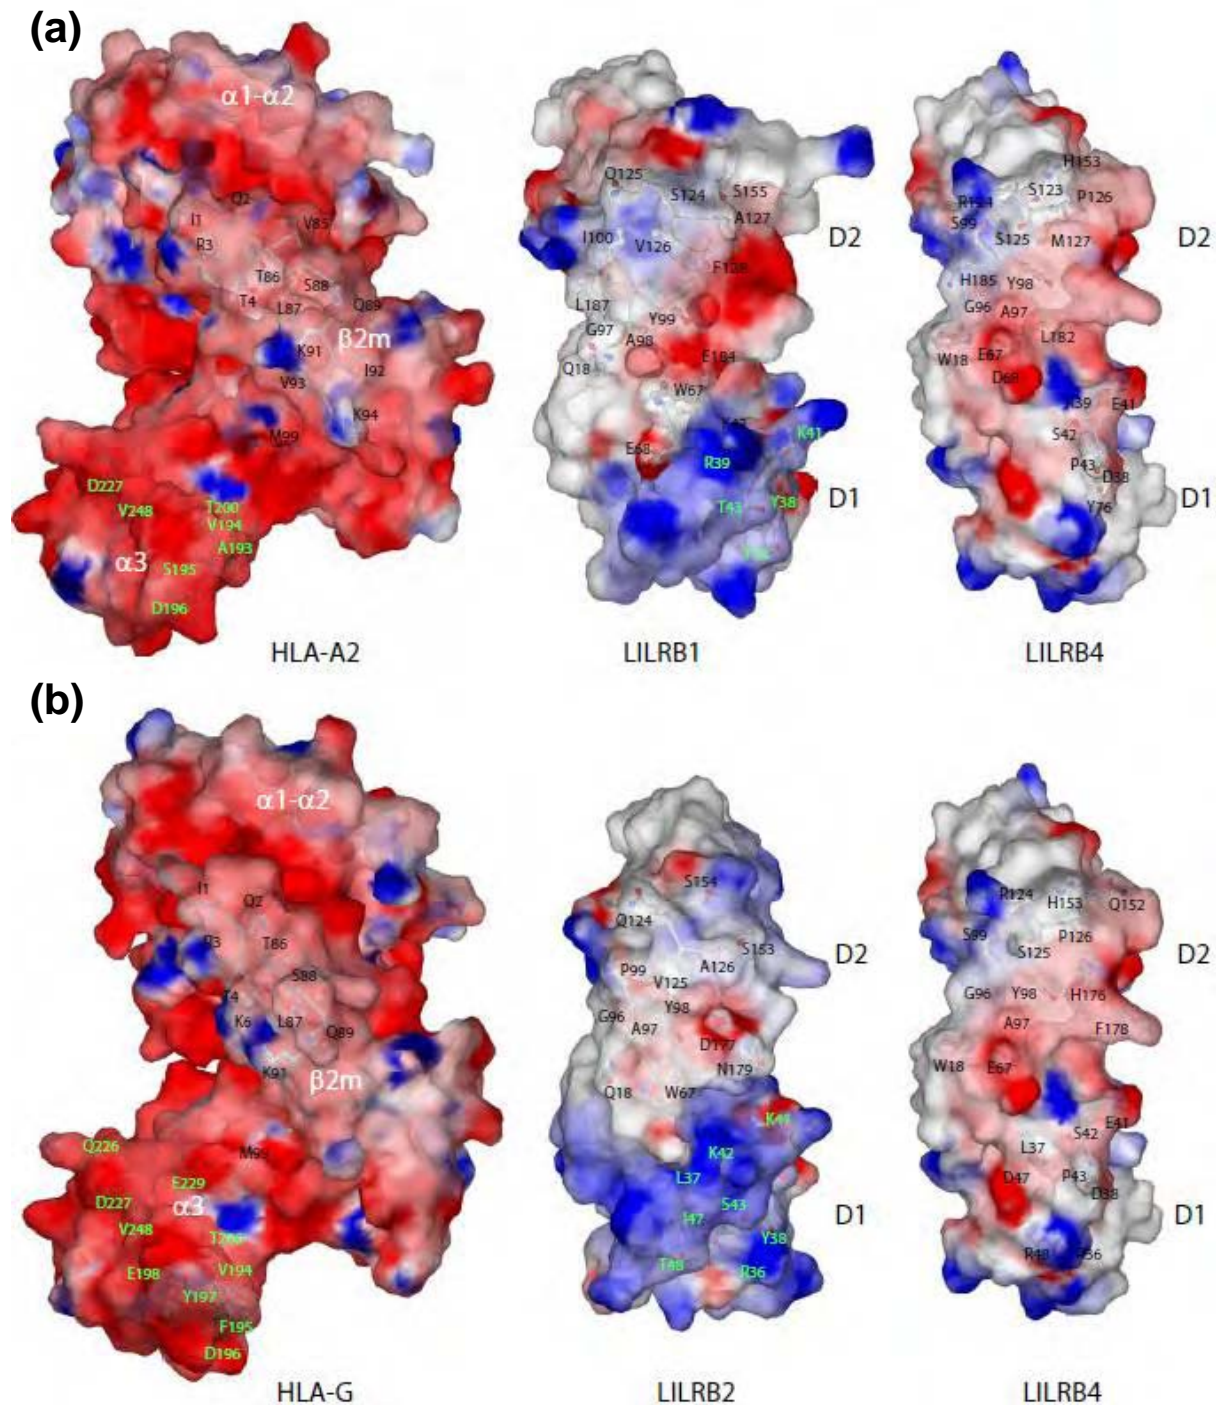 (a)
α1-α2
Q2
I1
V85
R3
T86
S88
T4
L87
Q89
β2m
K91
I92
V93
K94
M99
D227
V248
T200
V194
A193
α3
S195
D196
HLA-A2
Q125
S124
S155
A127
I100
V126
D2
F128
L187
G97
Y99
A98
E184
Q18
W67
K41
E68
R39
T43
Y38
D1
LILRB1
H153
S123
P126
S99
S125
M127
D2
H185
Y98
G96
A97
L182
W18
E67
D68
R39
E41
S42
P43
D38
Y76
D1
LILRB4
(b)
α1-α2
I1
Q2
R3
T86
S88
T4
K6
L87
Q89
K91
β2m
Q226
E229
D227
α3
V248
E198
V194
Y197
F195
D196
HLA-G
S154
Q124
S153
P99
A126
V125
D2
Y98
G96
A97
D177
N179
Q18
W67
K42
L37
S43
I47
Y38
D1
T48
R36
LILRB2
R124
H153
Q152
S99
P126
S125
D2
G96
Y98
H176
A97
F178
W18
E67
E41
S42
L37
D47
P43
D38
D1
R48
LILRB4